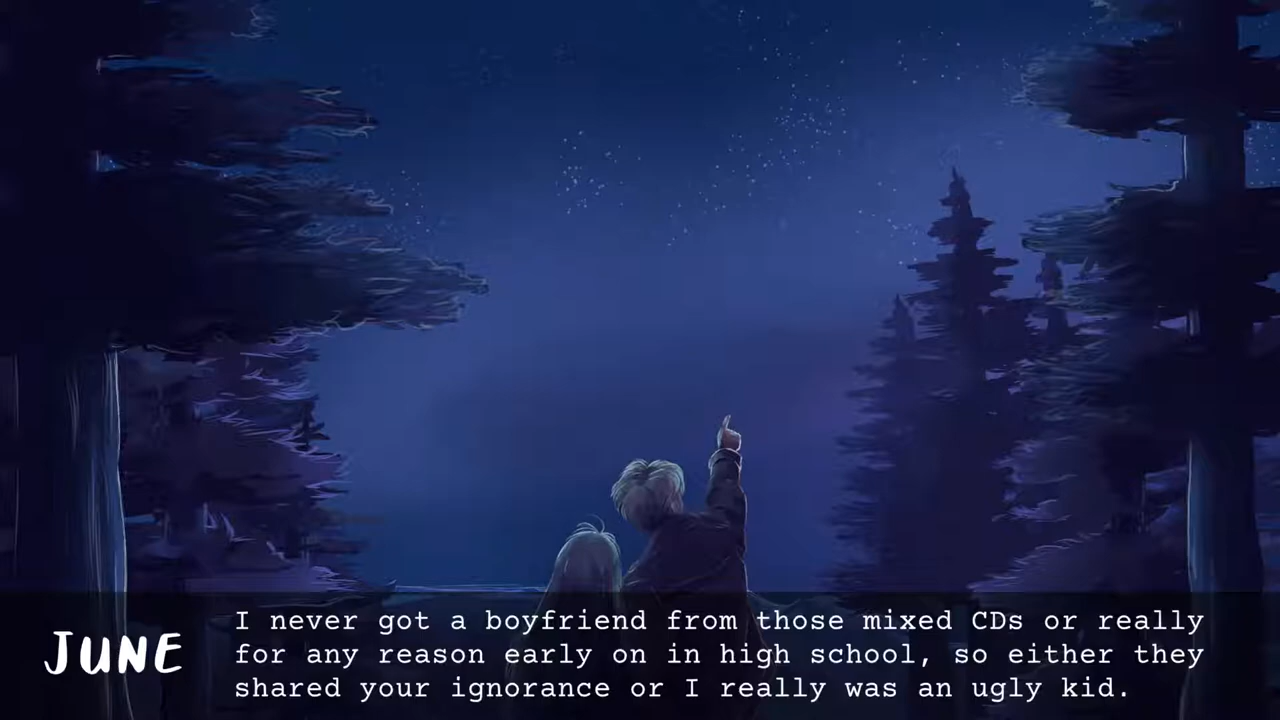 JUNE
I never got a boyfriend from those mixed CDs or really
for any reason early on in high school, so either they
shared your ignorance or I really was an ugly kid.